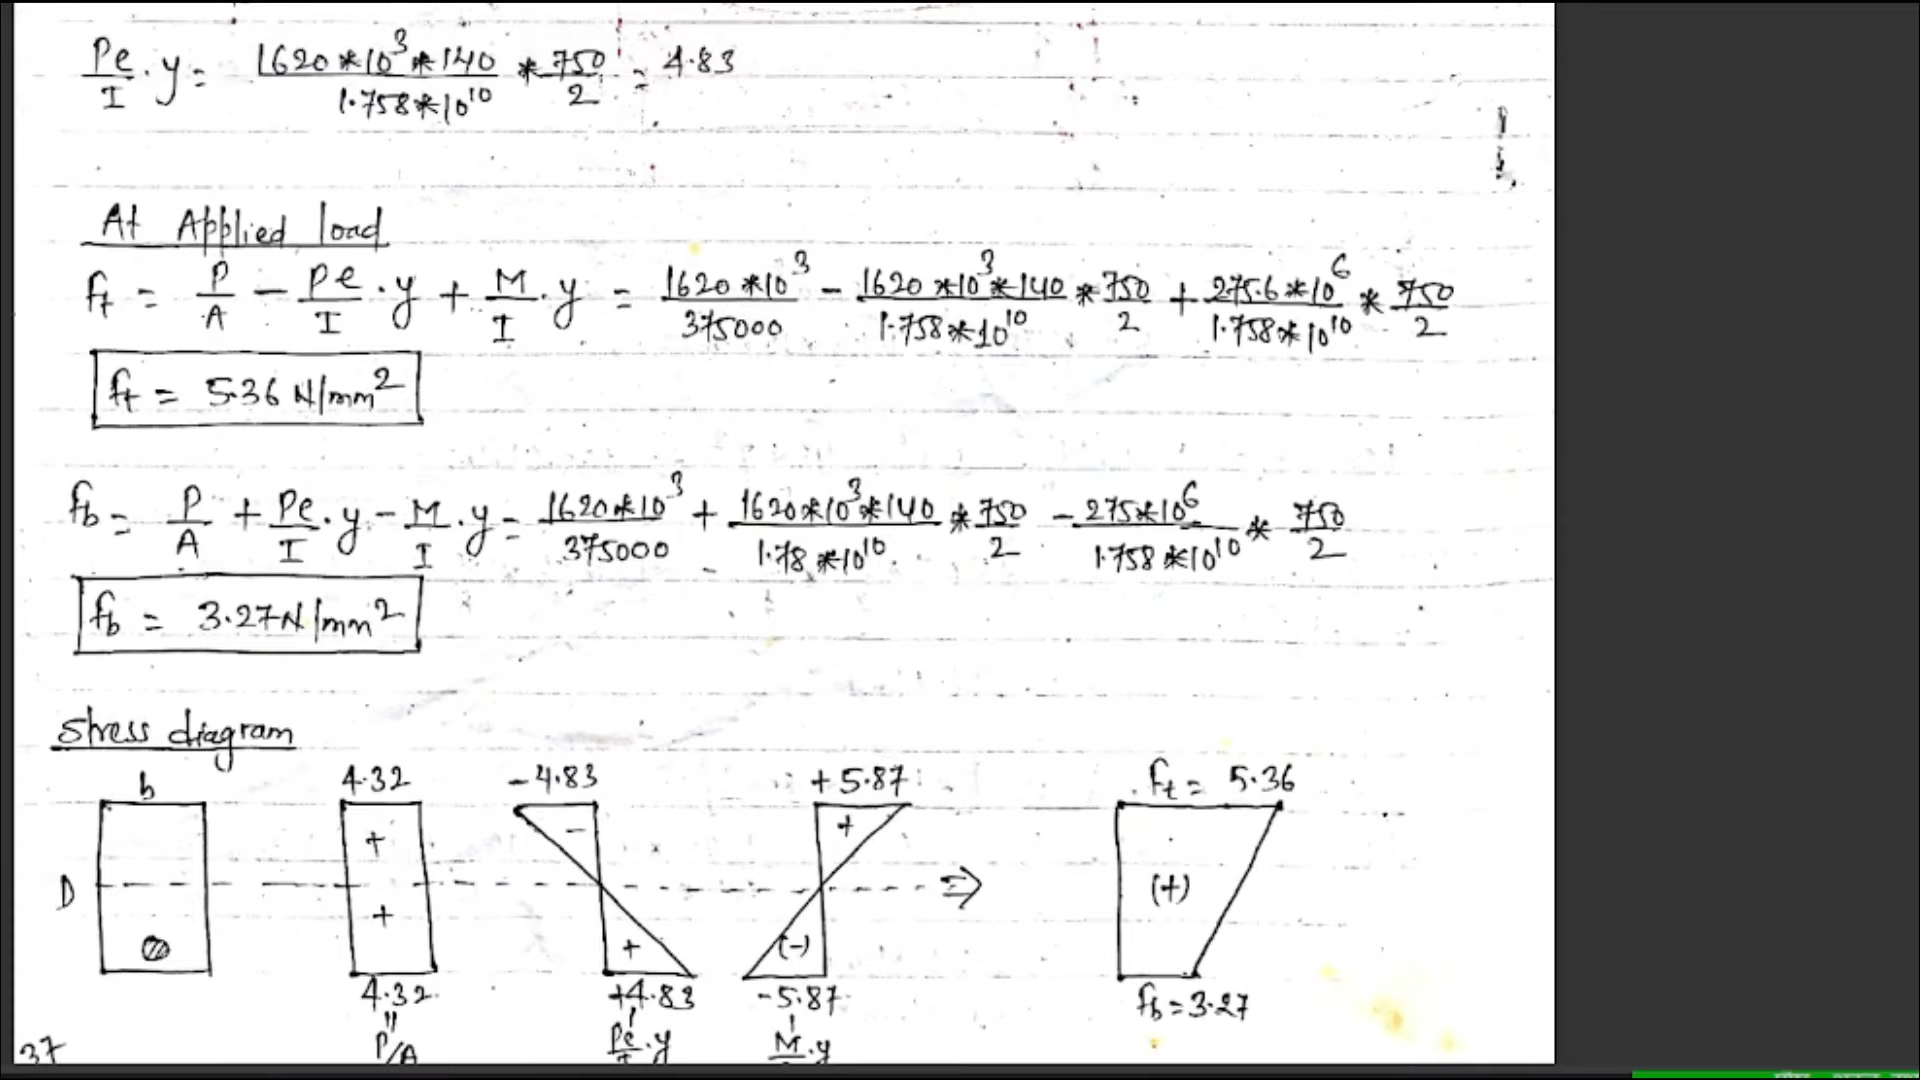 Pe/I . y = 1620*10³*140/1.758*10¹⁰ * 750/2 = 4.83
At Applied load
ft = P/A − Pe/I . y + M/I . y = 1620*10³/375000 − 1620*10³*140/1.758*10¹⁰ * 750/2 + 275.6*10⁶/1.758*10¹⁰ * 750/2
ft = 5.36 N/mm²
fb = P/A + Pe/I . y − M/I . y = 1620*10³/375000 + 1620*10³*140/1.78*10¹⁰ * 750/2 − 275*10⁶/1.758*10¹⁰ * 750/2
fb = 3.27 N/mm²
Stress diagram
b 4.32 −4.83 +5.87 ft = 5.36
+ − +
D ⇒ (+)
+ + (−)
4.32 +4.83 −5.87 fb = 3.27
" P/A Pe/I . y M . y
37